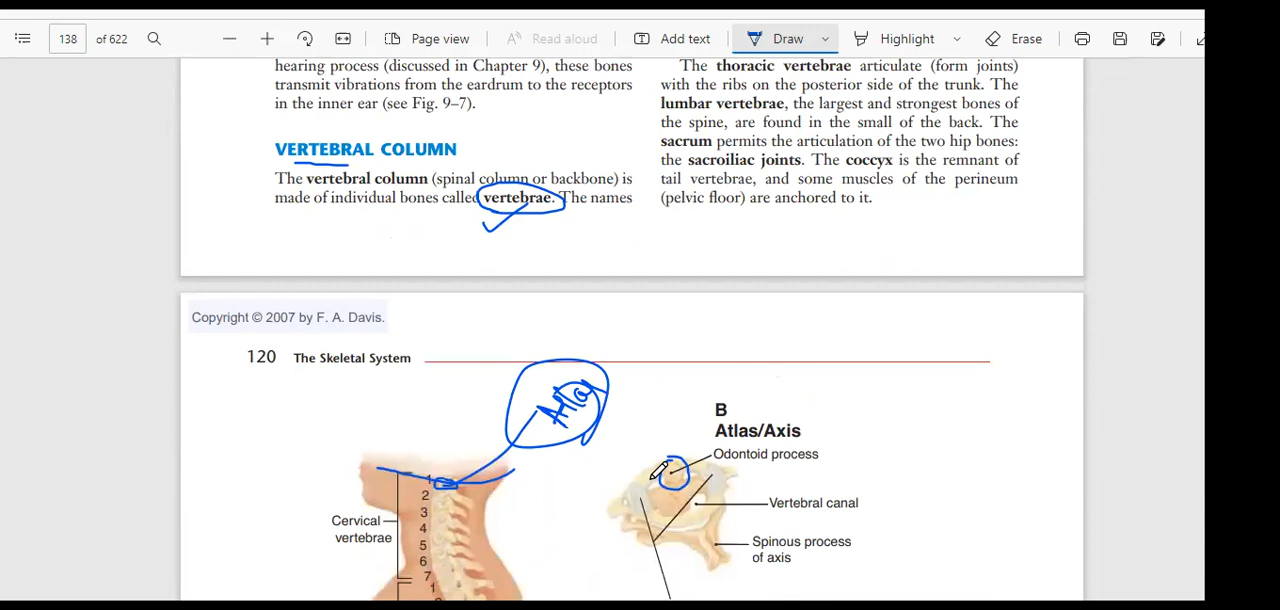 138 of 622 Page view Read aloud Add text Draw Highlight Erase
hearing process (discussed in Chapter 9), these bones
transmit vibrations from the eardrum to the receptors
in the inner ear (see Fig. 9–7).
VERTEBRAL COLUMN
The vertebral column (spinal column or backbone) is
made of individual bones called vertebrae. The names
The thoracic vertebrae articulate (form joints)
with the ribs on the posterior side of the trunk. The
lumbar vertebrae, the largest and strongest bones of
the spine, are found in the small of the back. The
sacrum permits the articulation of the two hip bones:
the sacroiliac joints. The coccyx is the remnant of
tail vertebrae, and some muscles of the perineum
(pelvic floor) are anchored to it.
Copyright © 2007 by F. A. Davis.
120 The Skeletal System
B
Atlas/Axis
Odontoid process
Vertebral canal
Spinous process
of axis
Cervical
vertebrae
1
2
3
4
5
6
7
1